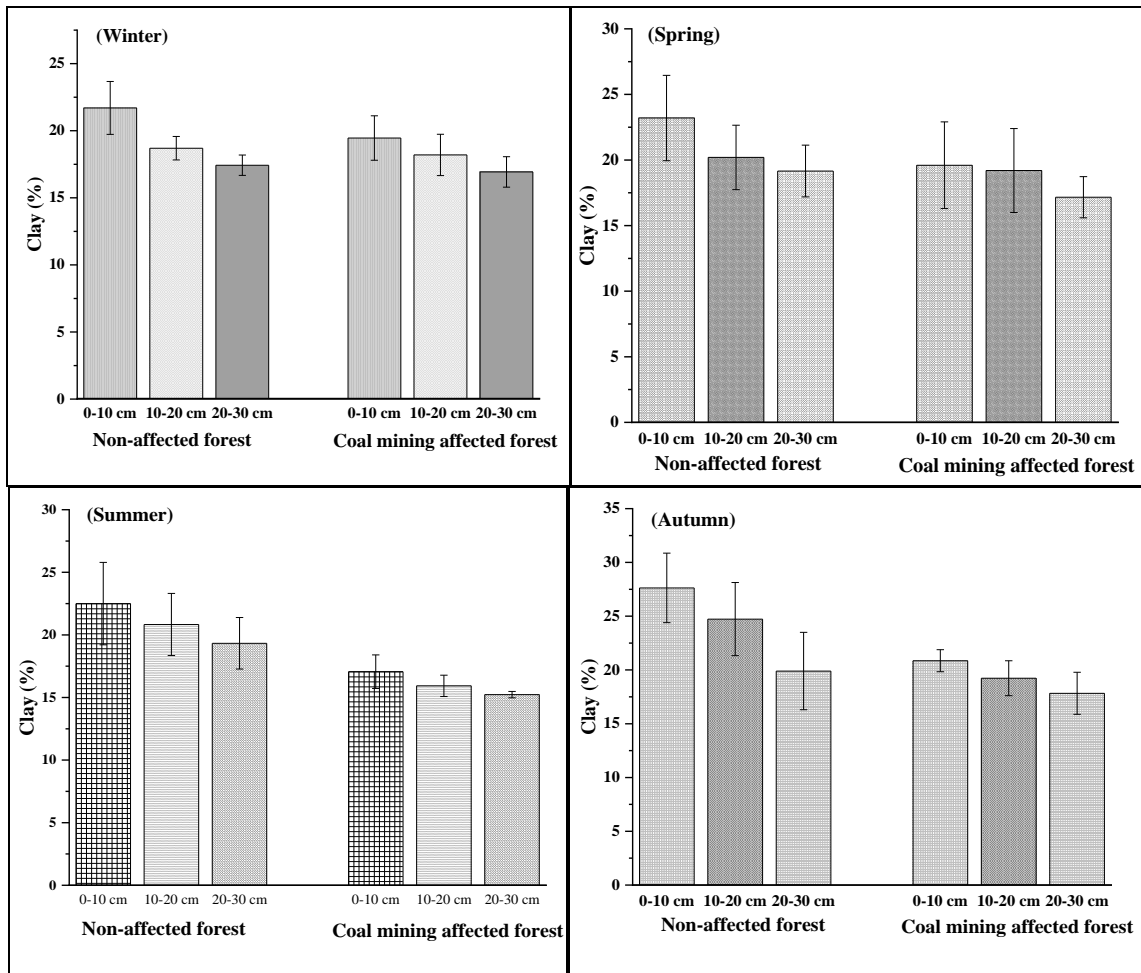 (Winter)
25
20
15
10
5
0
Clay (%)
0-10 cm 10-20 cm 20-30 cm 0-10 cm 10-20 cm 20-30 cm
Non-affected forest Coal mining affected forest
(Spring)
30
25
20
15
10
5
0
Clay (%)
0-10 cm 10-20 cm 20-30 cm 0-10 cm 10-20 cm 20-30 cm
Non-affected forest Coal mining affected forest
(Summer)
30
25
20
15
10
5
0
Clay (%)
0-10 cm 10-20 cm 20-30 cm 0-10 cm 10-20 cm 20-30 cm
Non-affected forest Coal mining affected forest
(Autumn)
35
30
25
20
15
10
5
0
Clay (%)
0-10 cm 10-20 cm 20-30 cm 0-10 cm 10-20 cm 20-30 cm
Non-affected forest Coal mining affected forest